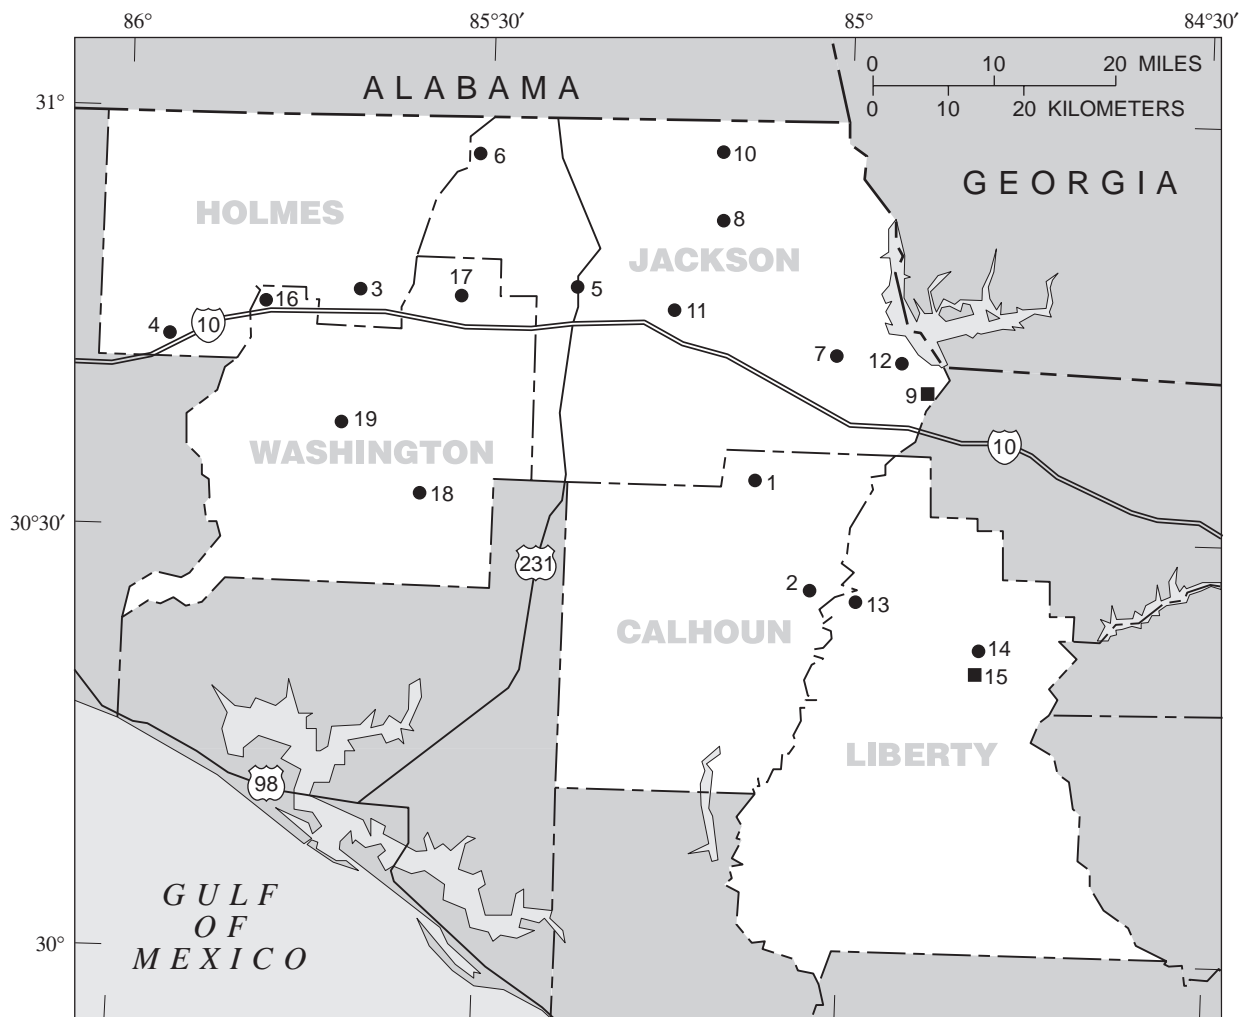 86°
85°30′
85°
84°30′
0 10 20 MILES
0 10 20 KILOMETERS
ALABAMA
31°
6
10
GEORGIA
HOLMES
8
JACKSON
17
3
5
16
11
4
10
7
12
9
19
WASHINGTON
10
1
18
30°30′
231
2
13
CALHOUN
14
15
LIBERTY
98
GULF
OF
MEXICO
30°